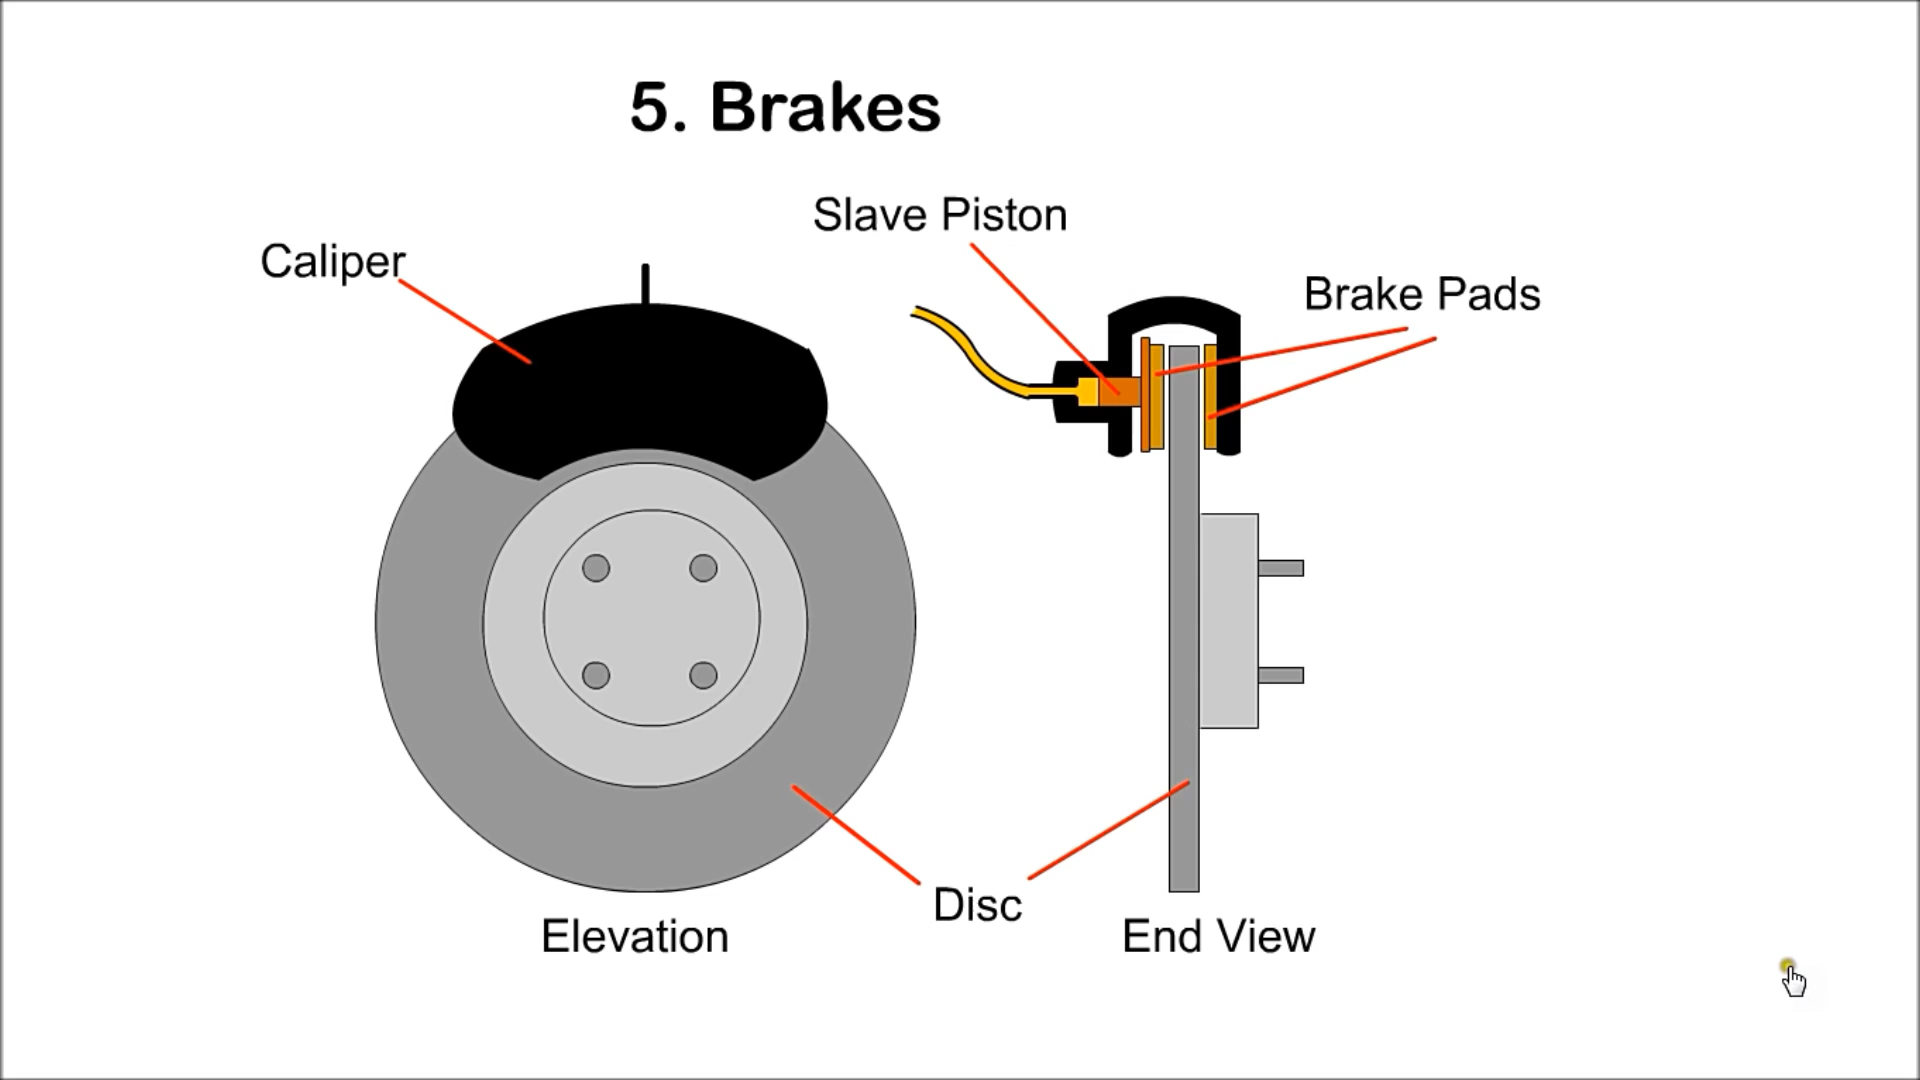 5. Brakes
Slave Piston
Caliper
Brake Pads
Disc
Elevation
End View